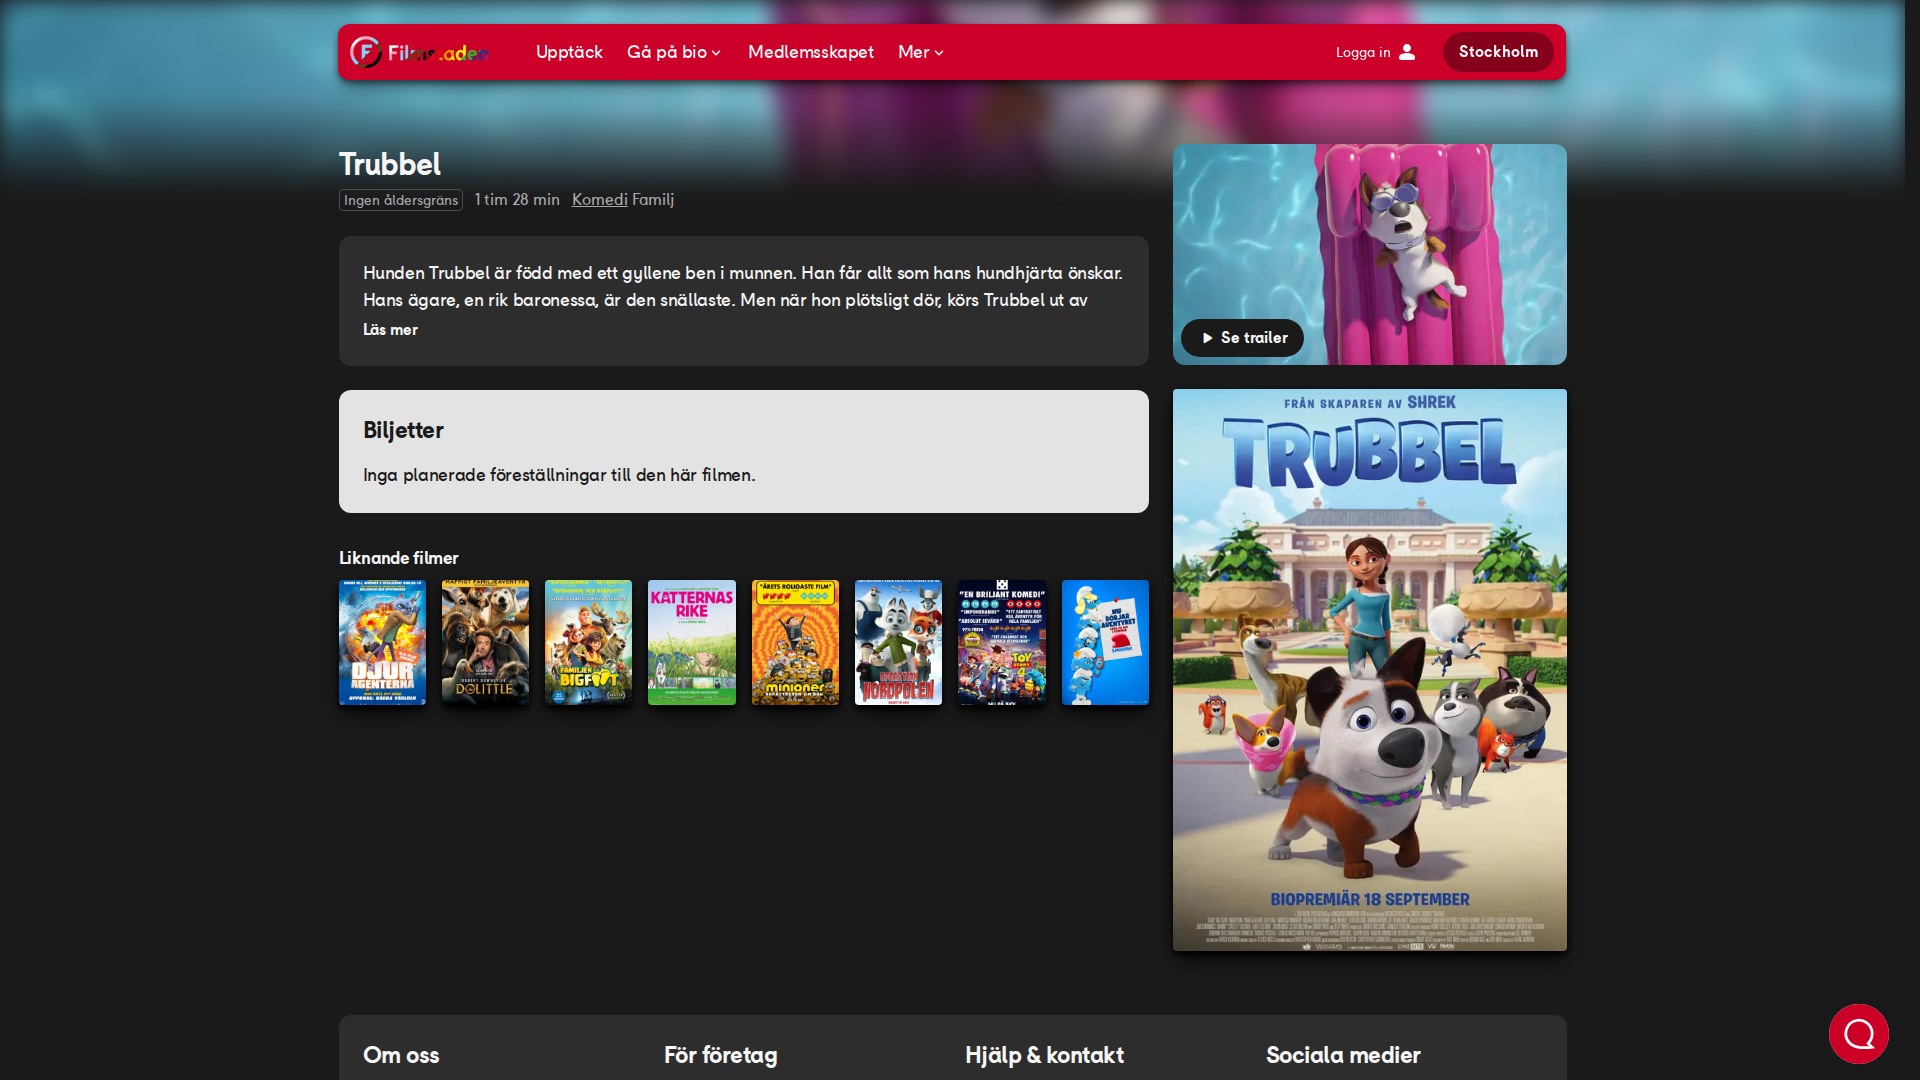 Filmstaden
Upptäck
Gå på bio
Medlemsskapet
Mer
Logga in
Stockholm
Trubbel
Ingen åldersgräns
1 tim 28 min
Komedi Familj
Hunden Trubbel är född med ett gyllene ben i munnen. Han får allt som hans hundhjärta önskar.
Hans ägare, en rik baronessa, är den snällaste. Men när hon plötsligt dör, körs Trubbel ut av
Läs mer
Se trailer
Biljetter
Inga planerade föreställningar till den här filmen.
FRÅN SKAPAREN AV SHREK
TRUBBEL
BIOPREMIÄR 18 SEPTEMBER
Liknande filmer
DJUR
AGENTERNA
DOLITTLE
FAMILJEN
BIGFOOT
KATTERNAS
RIKE
"ÅRETS ROLIGASTE FILM"
minioner
OPERATION
NORDPOLEN
"EN BRILJANT KOMEDI"
TOY
STORY
4
NU
BÖRJAR
ÄVENTYRET
Om oss
För företag
Hjälp & kontakt
Sociala medier